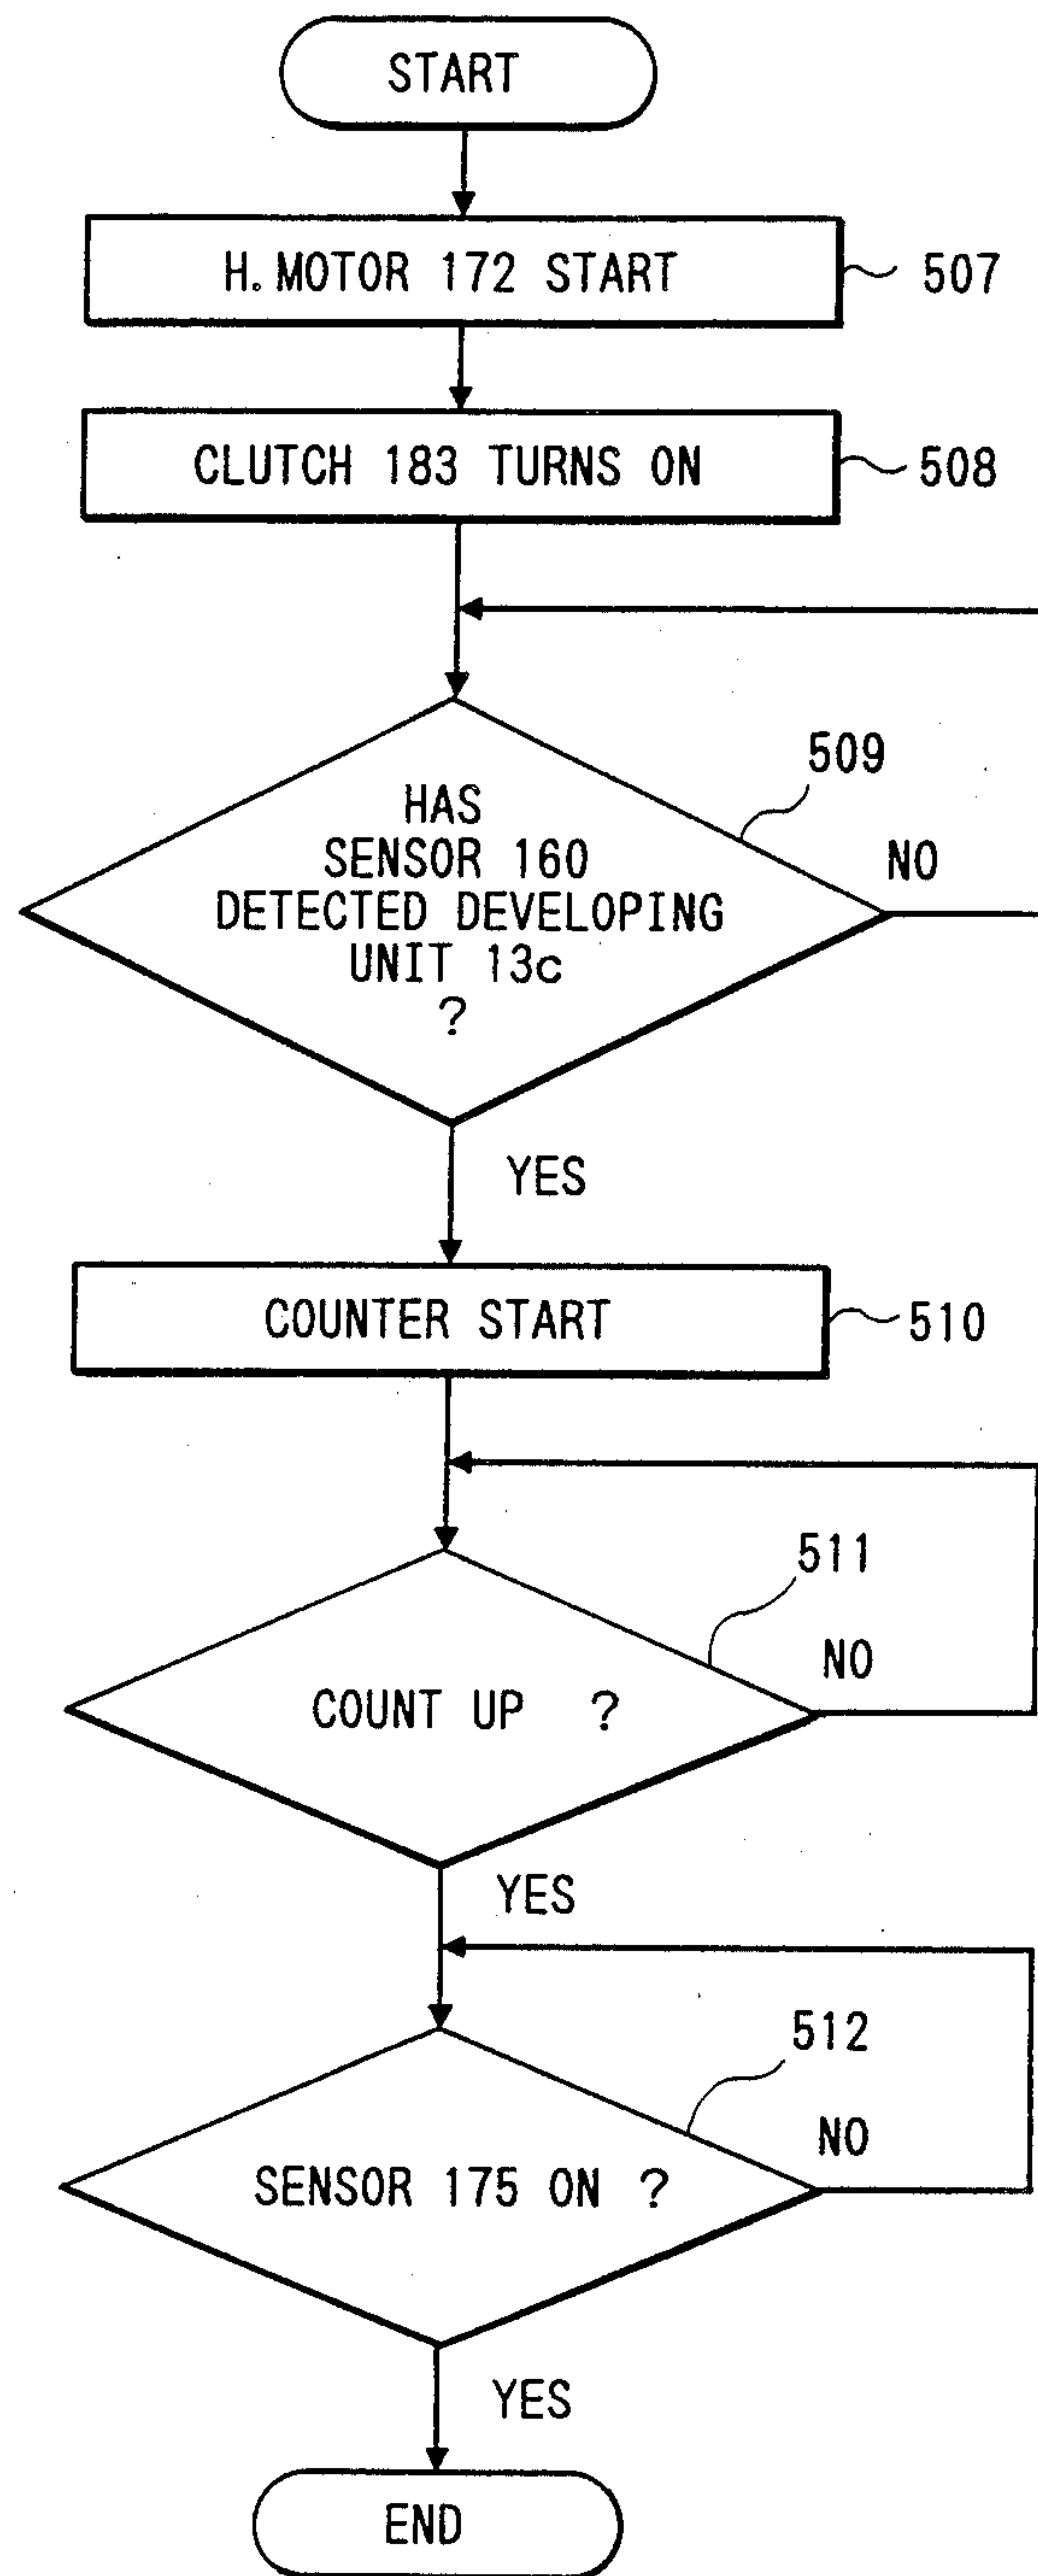 START
H. MOTOR 172 START
507
CLUTCH 183 TURNS ON
508
509
HAS
SENSOR 160
DETECTED DEVELOPING
UNIT 13c
?
NO
YES
COUNTER START
510
511
COUNT UP ?
NO
YES
512
SENSOR 175 ON ?
NO
YES
END